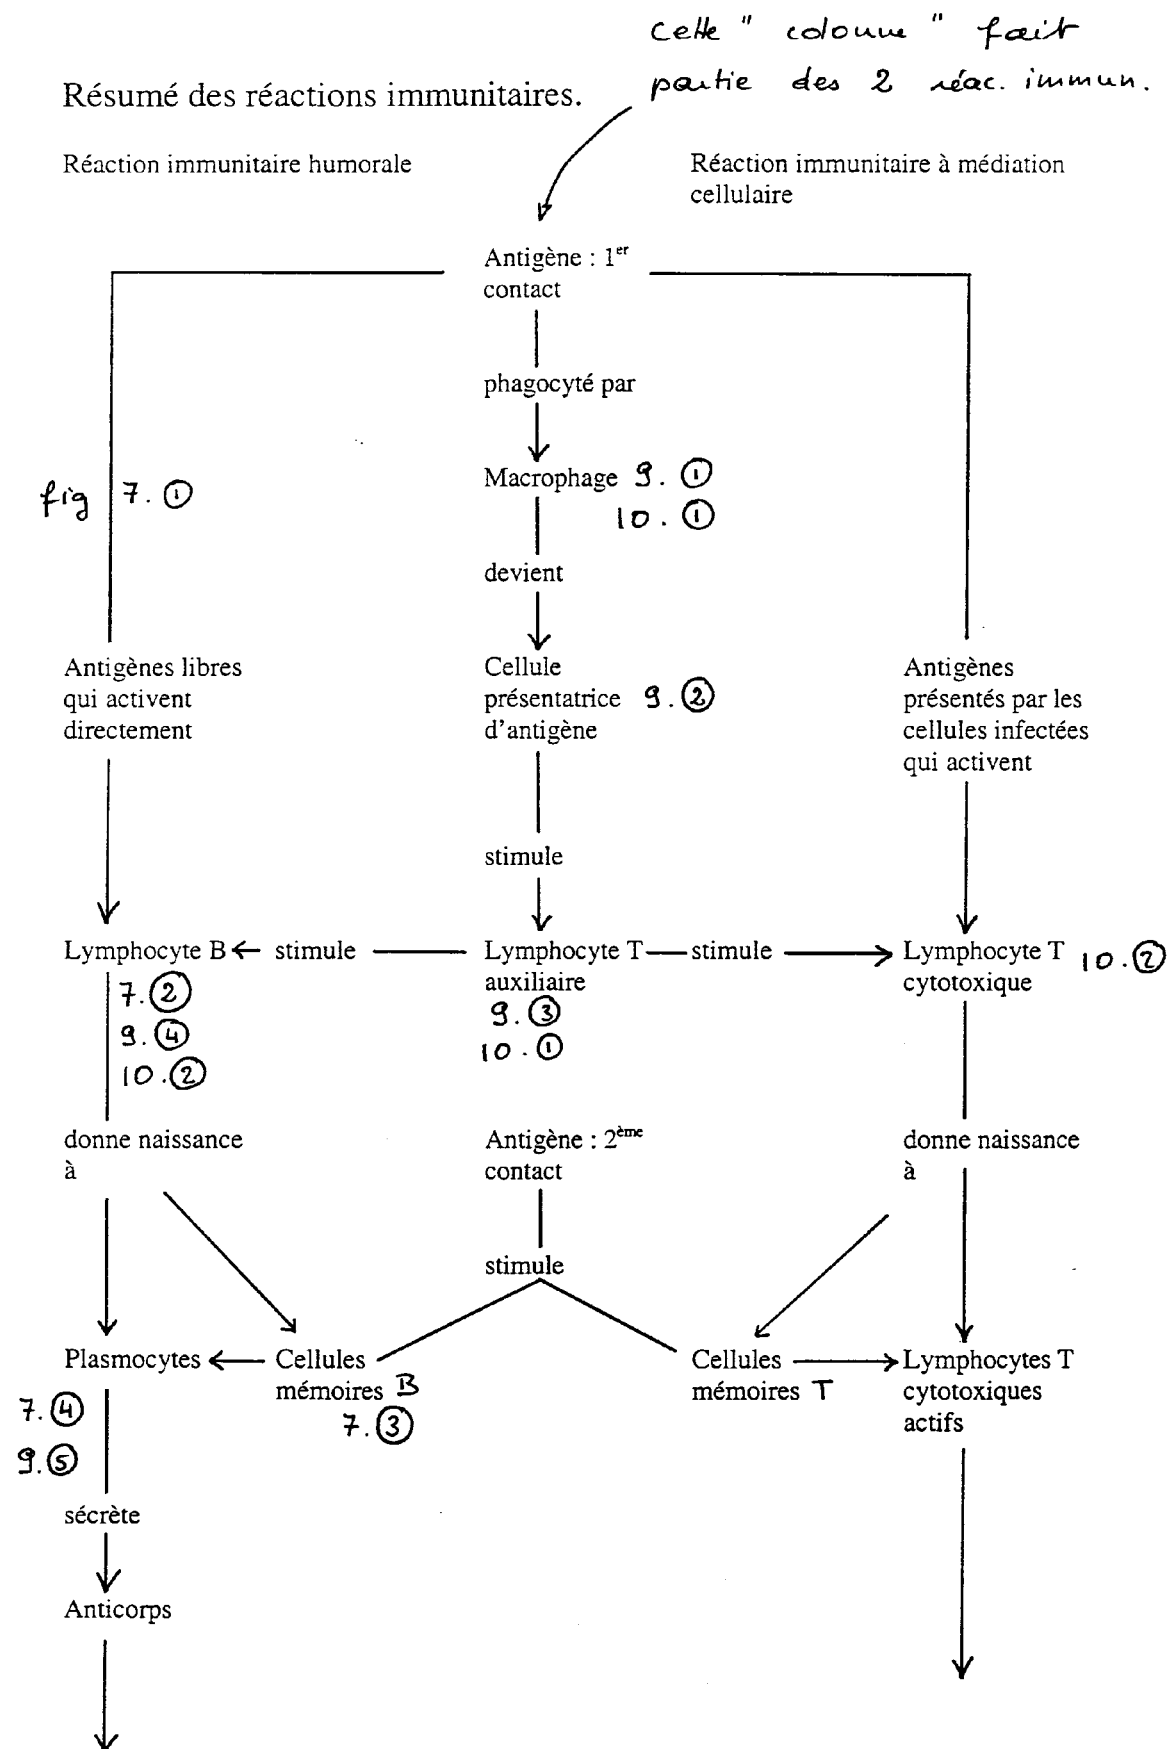 cette " colonne " fait
partie des 2 réac. immun.
Résumé des réactions immunitaires.
Réaction immunitaire humorale
Réaction immunitaire à médiation
cellulaire
Antigène : 1er
contact
phagocyté par
Macrophage 9. ①
10. ①
fig 7. ①
devient
Antigènes libres
qui activent
directement
Cellule
présentatrice 9. ②
d'antigène
Antigènes
présentés par les
cellules infectées
qui activent
stimule
Lymphocyte B stimule Lymphocyte T stimule Lymphocyte T 10. ②
auxiliaire cytotoxique
7. ②
9. ④
10. ②
9. ③
10. ①
donne naissance
à
Antigène : 2ème
contact
donne naissance
à
stimule
Plasmocytes
7. ④
9. ⑤
Cellules
mémoires B
7. ③
Cellules
mémoires T
Lymphocytes T
cytotoxiques
actifs
sécrète
Anticorps